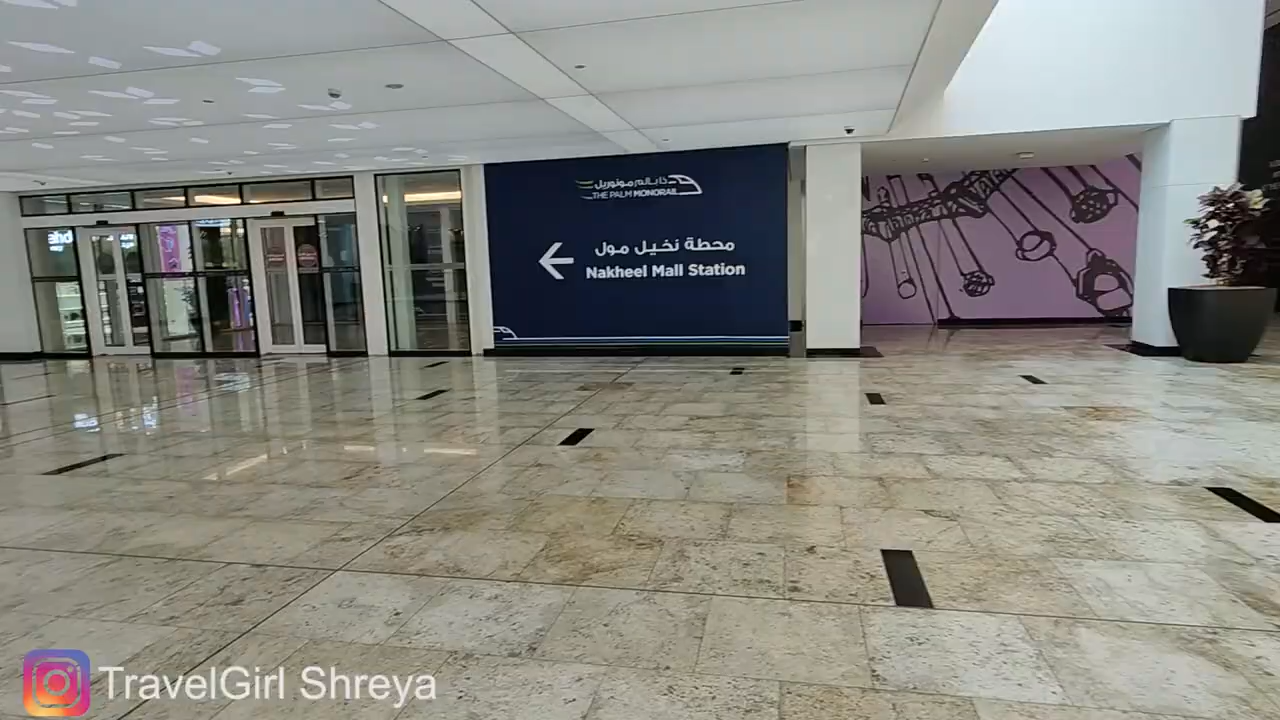 ذا بالم مونوريل
THE PALM MONORAIL
محطة نخيل مول
Nakheel Mall Station
TravelGirl Shreya